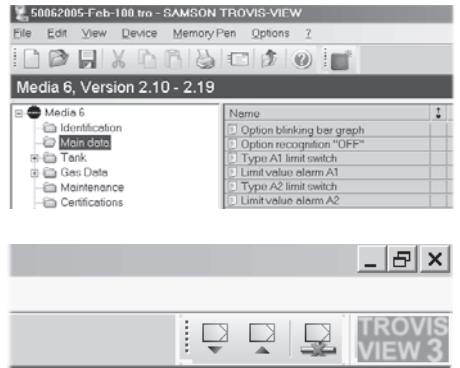 50062005-Feb-100.tro - SAMSON TROVIS-VIEW
File Edit View Device Memory Pen Options ?
Media 6, Version 2.10 - 2.19
Media 6
Identification
Main data
Tank
Gas Data
Maintenance
Certifications
Name
Option blinking bar graph
Option recognition "OFF"
Type A1 limit switch
Limit value alarm A1
Type A2 limit switch
Limit value alarm A2
TROVIS
VIEW 3